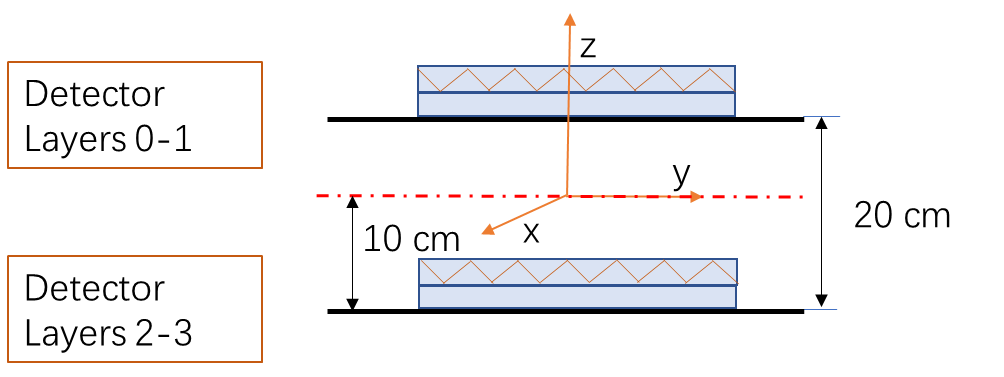 z
Detector
Layers 0-1
y
20 cm
10 cm
x
Detector
Layers 2-3